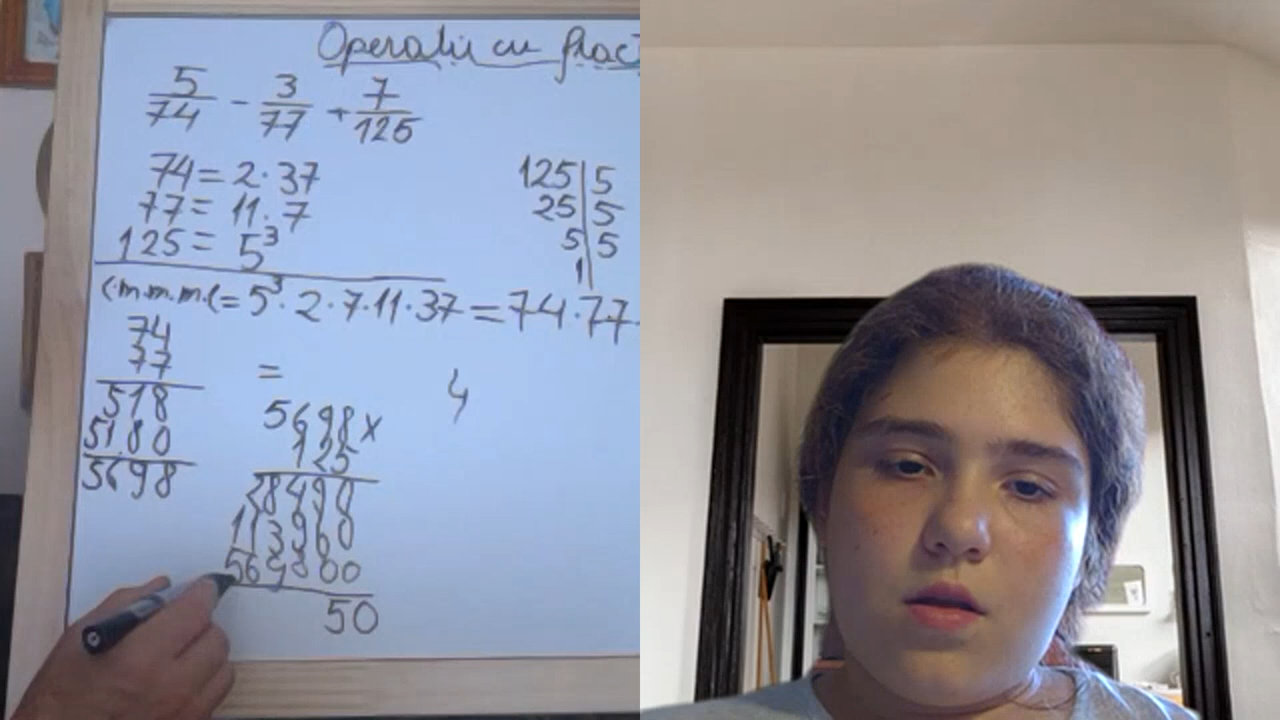 Operatii cu fract
5/74 - 3/77 + 7/125
74 = 2·37
77 = 11·7
125 = 5³
125|5
25|5
5|5
1|
c.m.m.m.c = 5³·2·7·11·37 = 74·77·
=
74
77
518
5180
5698
5698 x
125
28490
113960
569800
50
4